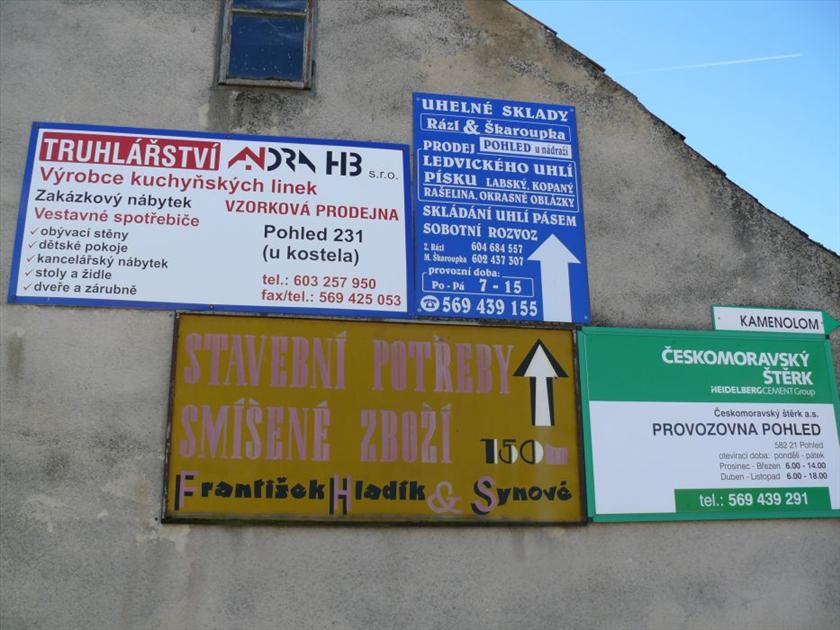 TRUHLÁŘSTVÍ ANDRA HB s.r.o.
Výrobce kuchyňských linek
Zakázkový nábytek
VZORKOVÁ PRODEJNA
Vestavné spotřebiče
✓obývací stěny
✓dětské pokoje
✓kancelářský nábytek
✓stoly a židle
✓dveře a zárubně
Pohled 231
(u kostela)
tel.: 603 257 950
fax/tel.: 569 425 053
UHELNÉ SKLADY
Rázl & Škaroupka
PRODEJ POHLED u nádraží
LEDVICKÉHO UHLÍ
PÍSKU LABSKÝ, KOPANÝ
RAŠELINA, OKRASNÉ OBLÁZKY
SKLÁDÁNÍ UHLÍ PÁSEM
SOBOTNÍ ROZVOZ
Z. Rázl 604 684 557
M. Škaroupka 602 437 307
provozní doba:
Po - Pá 7 - 15
☎569 439 155
STAVEBNÍ POTŘEBY
SMÍŠENÉ ZBOŽÍ
150
František Hladík & Synové
KAMENOLOM
ČESKOMORAVSKÝ
ŠTĚRK
HEIDELBERGCEMENT Group
Českomoravský štěrk a.s.
PROVOZOVNA POHLED
582 21 Pohled
otevírací doba: pondělí - pátek
Prosinec - Březen 6.00 - 14.00
Duben - Listopad 6.00 - 18.00
tel.: 569 439 291